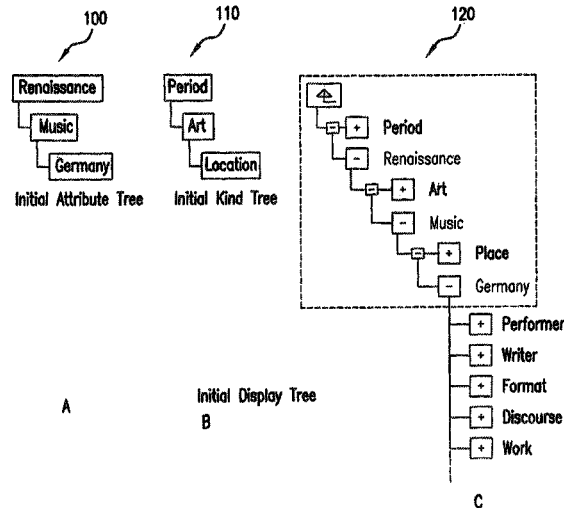 100
110
120
Renaissance
Music
Germany
Initial Attribute Tree
Period
Art
Location
Initial Kind Tree
+ Period
- Renaissance
+ Art
- Music
+ Place
- Germany
+ Performer
+ Writer
+ Format
+ Discourse
+ Work
Initial Display Tree
A
B
C